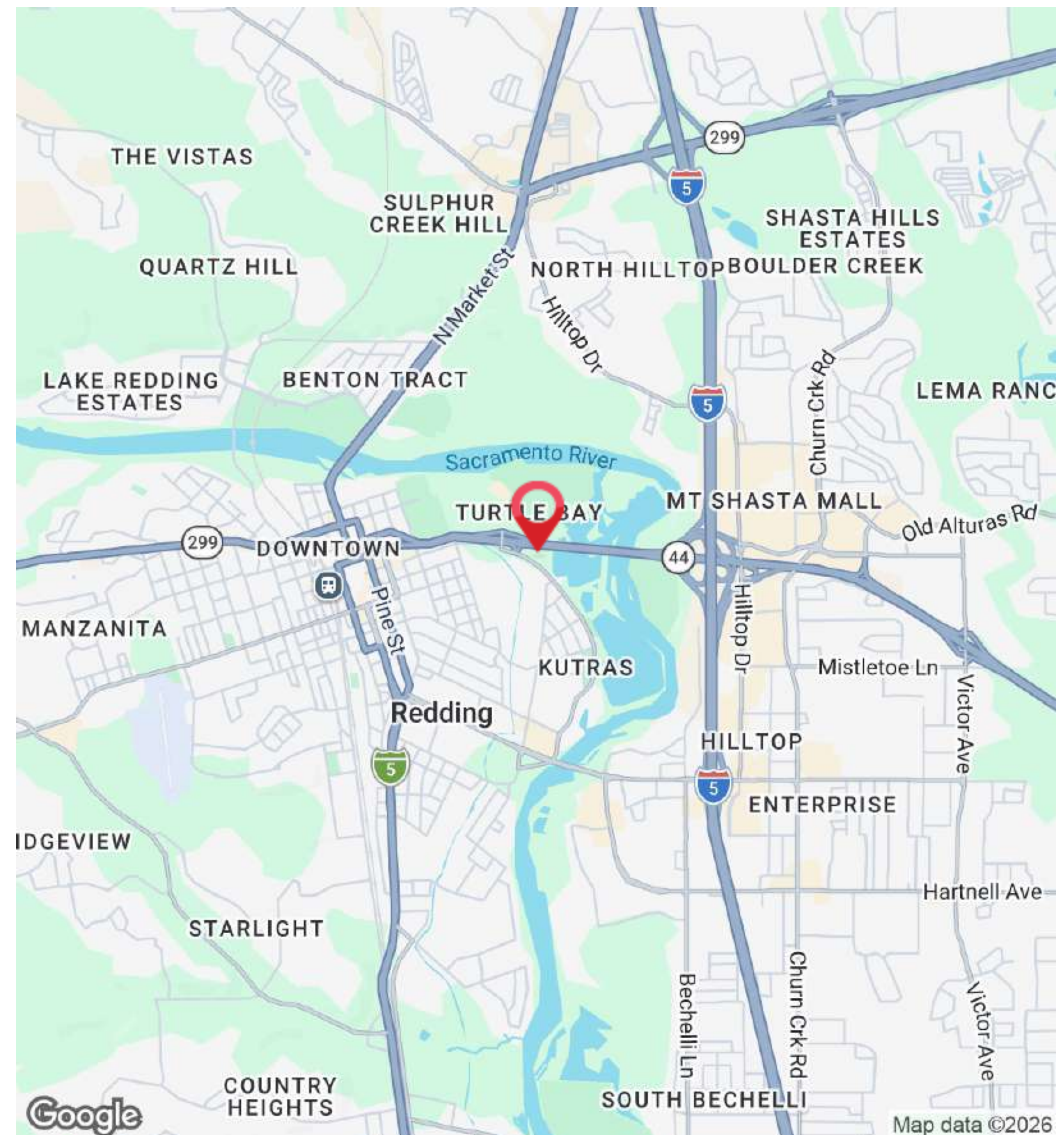 299
THE VISTAS
5
SULPHUR
CREEK HILL
SHASTA HILLS
ESTATES
QUARTZ HILL
NORTH HILLTOP
BOULDER CREEK
N Market St
Hilltop Dr
LAKE REDDING
ESTATES
BENTON TRACT
Churn Crk Rd
LEMA RANC
5
Sacramento River
TURTLE BAY
MT SHASTA MALL
Old Alturas Rd
299
DOWNTOWN
44
Pine St
Hilltop Dr
MANZANITA
KUTRAS
Mistletoe Ln
Victor Ave
Redding
HILLTOP
5
5
ENTERPRISE
IDGEVIEW
Hartnell Ave
STARLIGHT
Bechelli Ln
Churn Crk Rd
Victor Ave
COUNTRY
HEIGHTS
SOUTH BECHELLI
Google
Map data ©2026